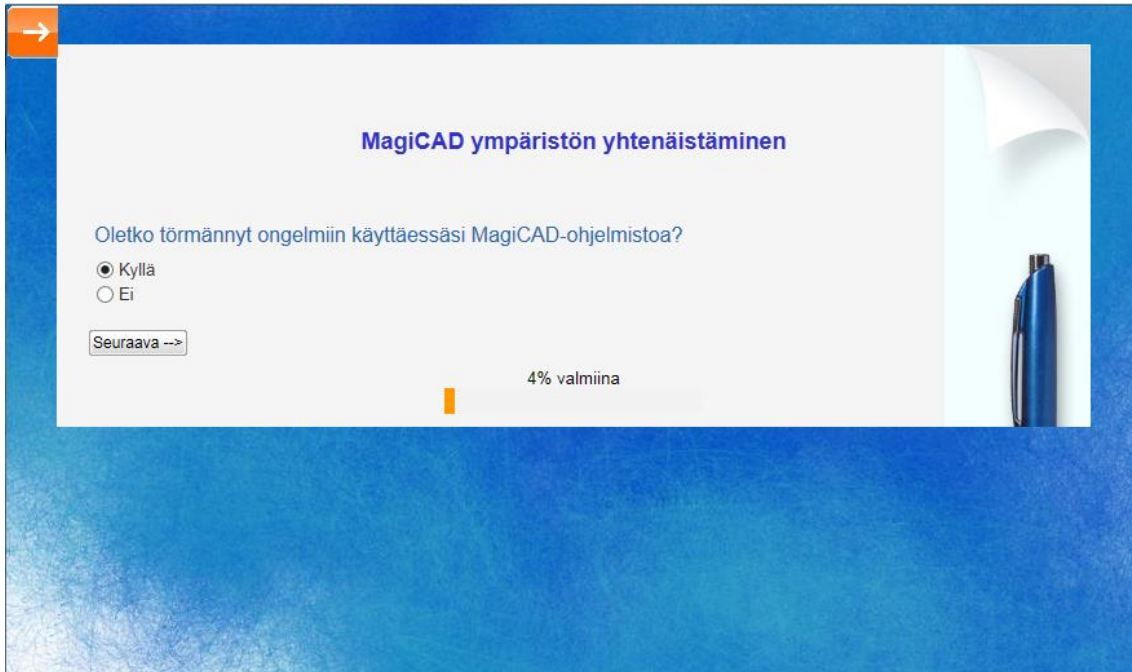 MagiCAD ympäristön yhtenäistäminen
Oletko törmännyt ongelmiin käyttäessäsi MagiCAD-ohjelmistoa?
Kyllä
Ei
Seuraava -->
4% valmiina